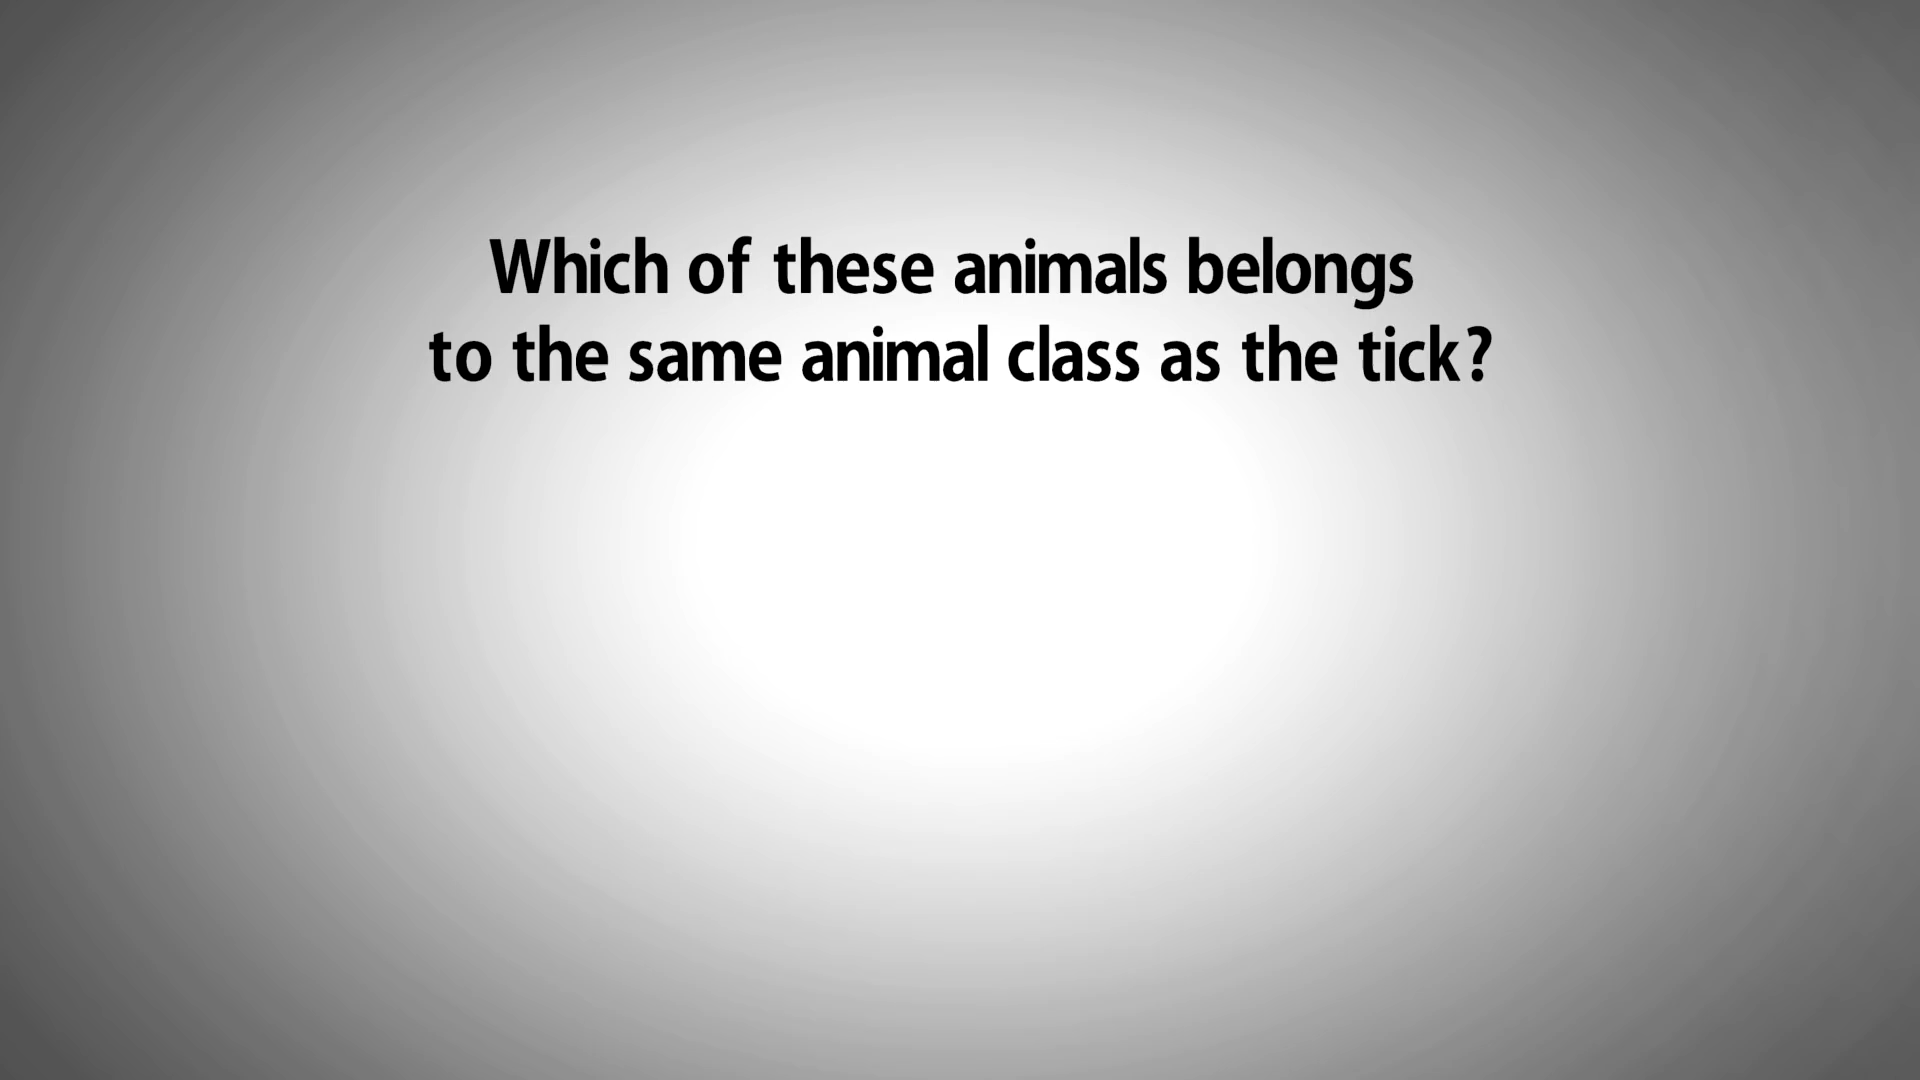 Which of these animals belongs
to the same animal class as the tick?